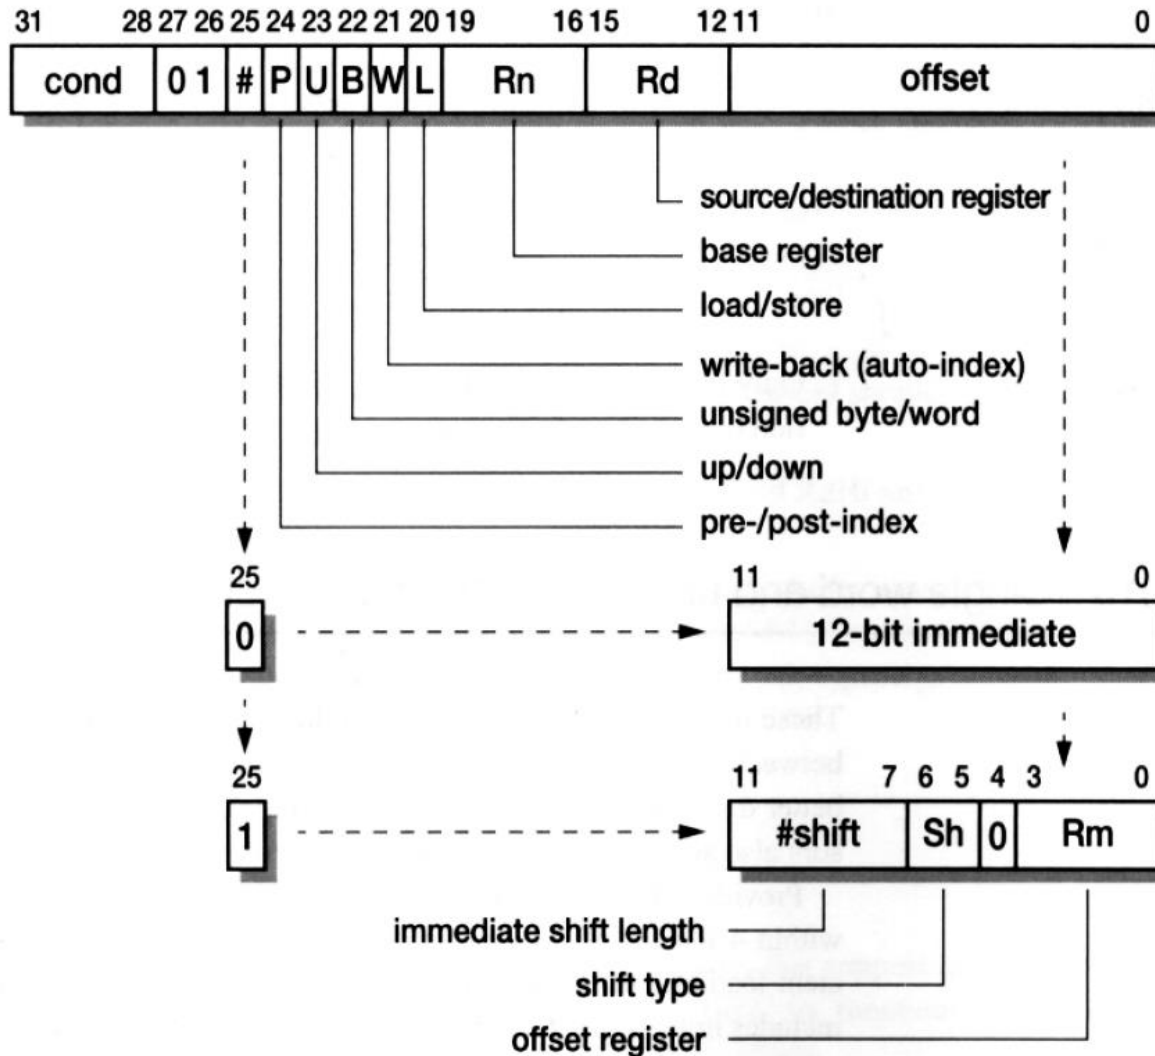 31 28 27 26 25 24 23 22 21 20 19 16 15 12 11 0
cond 0 1 # P U B W L Rn Rd offset
source/destination register
base register
load/store
write-back (auto-index)
unsigned byte/word
up/down
pre-/post-index
25 11 0
0 12-bit immediate
25 11 7 6 5 4 3 0
1 #shift Sh 0 Rm
immediate shift length
shift type
offset register